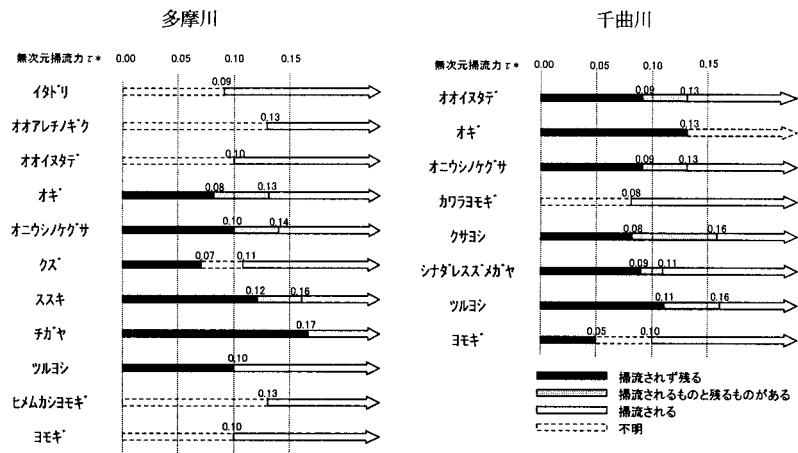 多摩川
無次元掃流力 τ* 0.00 0.05 0.10 0.15
イタドリ 0.09
オオアレチノギク 0.13
オオイヌタデ 0.10
オギ 0.08 0.13
オニウシノケグサ 0.10 0.14
クズ 0.07 0.11
ススキ 0.12 0.16
チガヤ 0.17
ツルヨシ 0.10
ヒメムカシヨモギ 0.13
ヨモギ 0.10
千曲川
無次元掃流力 τ* 0.00 0.05 0.10 0.15
オオイヌタデ 0.09 0.13
オギ 0.13
オニウシノケグサ 0.09 0.13
カワラヨモギ 0.08
クサヨシ 0.08 0.16
シナダレスズメガヤ 0.09 0.11
ツルヨシ 0.11 0.16
ヨモギ 0.05 0.10
掃流されず残る
掃流されるものと残るものがある
掃流される
不明